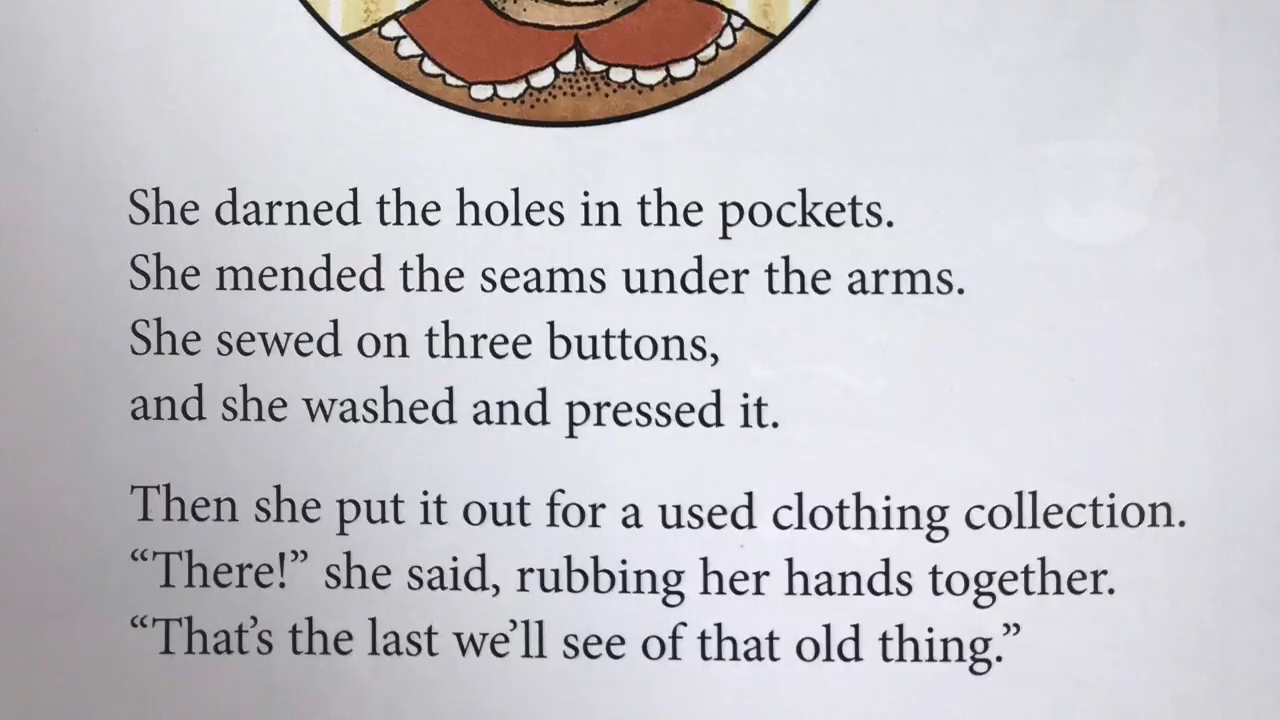 She darned the holes in the pockets.
She mended the seams under the arms.
She sewed on three buttons,
and she washed and pressed it.
Then she put it out for a used clothing collection.
“There!” she said, rubbing her hands together.
“That’s the last we’ll see of that old thing.”